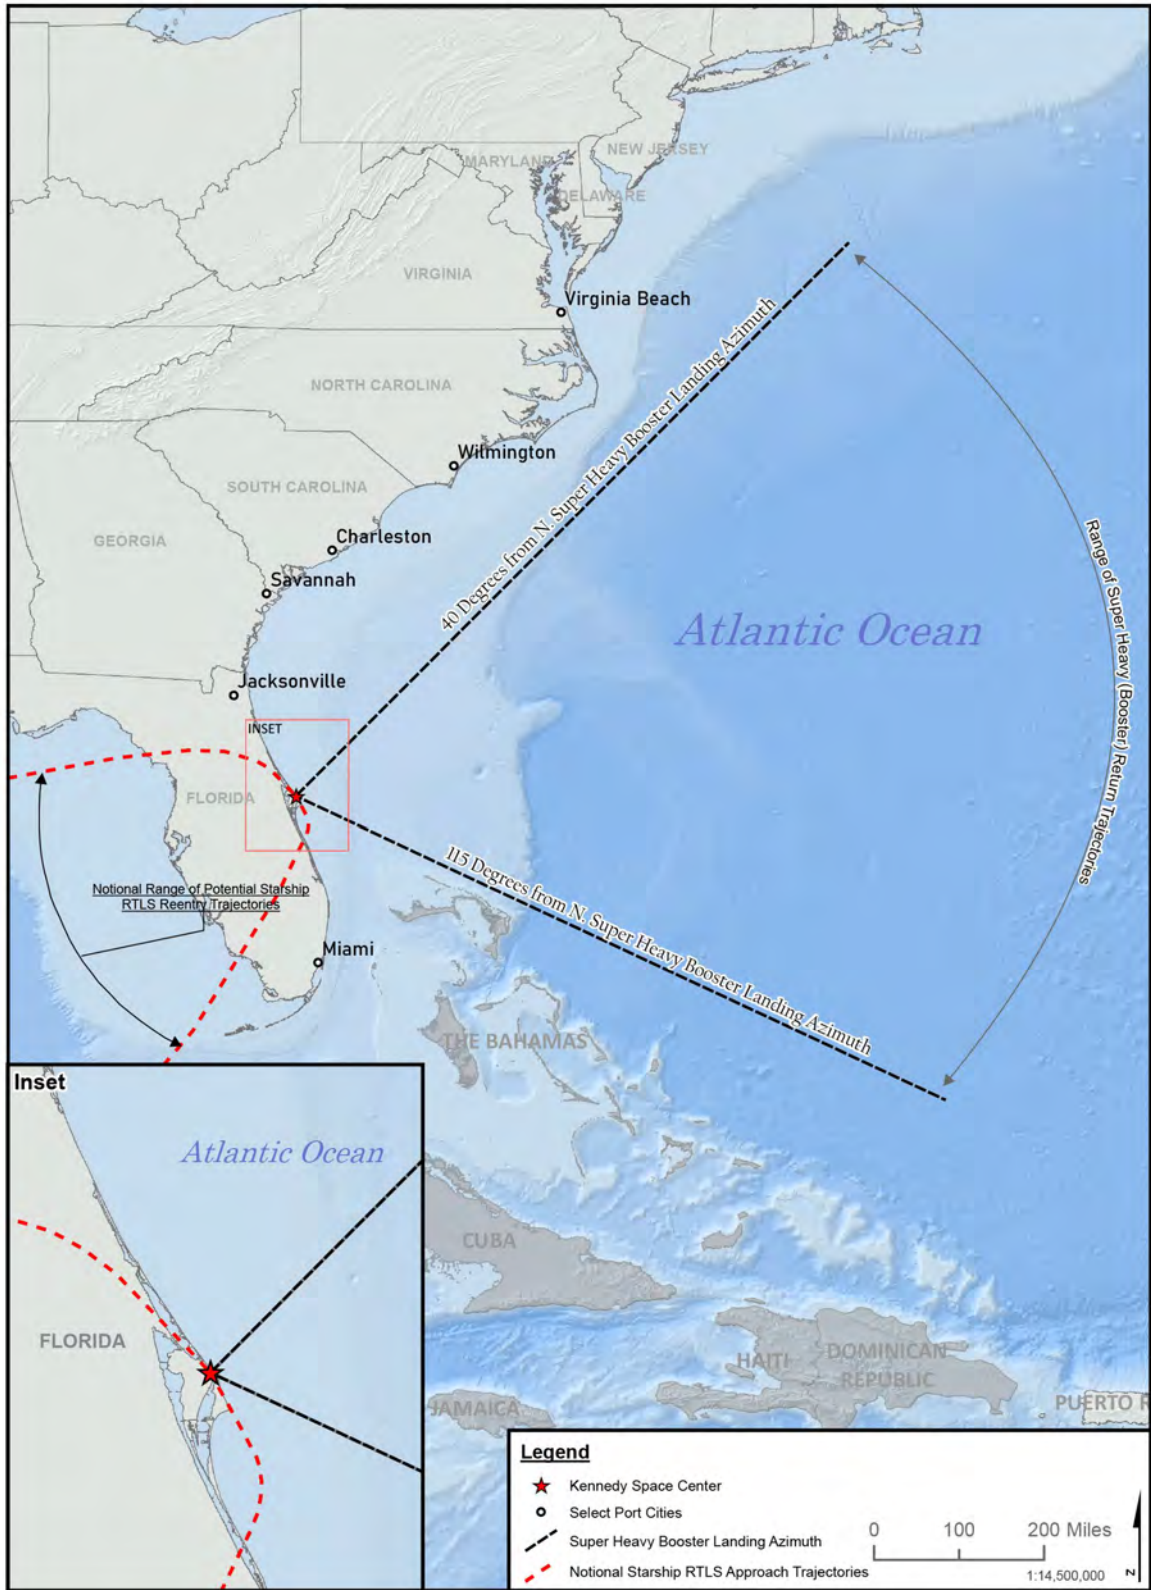 NEW JERSEY
MARYLAND
DELAWARE
VIRGINIA
Virginia Beach
40 Degrees from N. Super Heavy Booster Landing Azimuth
NORTH CAROLINA
Wilmington
SOUTH CAROLINA
Charleston
GEORGIA
Savannah
Atlantic Ocean
Range of Super Heavy (Booster) Return Trajectories
Jacksonville
INSET
FLORIDA
115 Degrees from N. Super Heavy Booster Landing Azimuth
Notional Range of Potential Starship
RTLS Reentry Trajectories
Miami
THE BAHAMAS
Inset
Atlantic Ocean
FLORIDA
CUBA
HAITI
DOMINICAN
REPUBLIC
JAMAICA
PUERTO R
Legend
Kennedy Space Center
Select Port Cities
Super Heavy Booster Landing Azimuth
Notional Starship RTLS Approach Trajectories
0 100 200 Miles
1:14,500,000
N